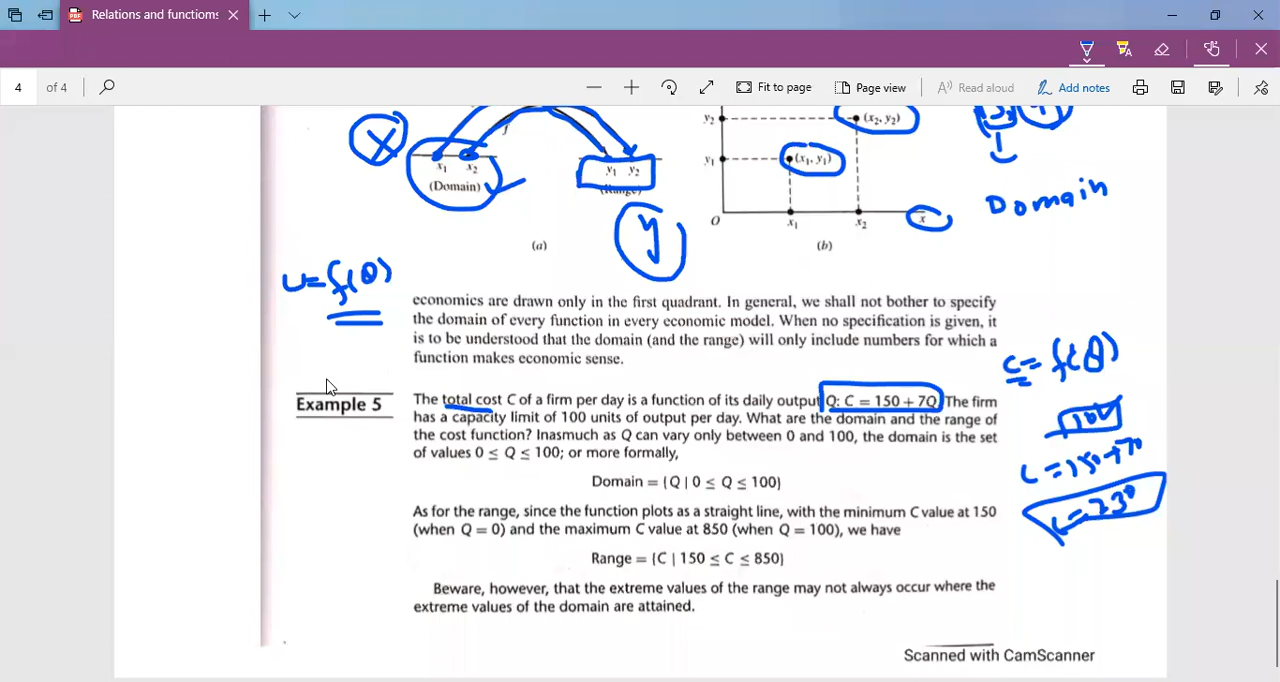 Relations and functioms
4 of 4
Fit to page
Page view
Read aloud
Add notes
y₂
(x₂, y₂)
X
f
y₁
(x₁, y₁)
x₁ x₂
y₁ y₂
(Domain)
Domain
O
x₁
x₂
x
y
(a)
(b)
u=f(Q)
economics are drawn only in the first quadrant. In general, we shall not bother to specify
the domain of every function in every economic model. When no specification is given, it
is to be understood that the domain (and the range) will only include numbers for which a
function makes economic sense.
C = f(Q)
Example 5
The total cost C of a firm per day is a function of its daily output Q: C = 150 + 7Q. The firm
has a capacity limit of 100 units of output per day. What are the domain and the range of
the cost function? Inasmuch as Q can vary only between 0 and 100, the domain is the set
of values 0 ≤ Q ≤ 100; or more formally,
Domain = {Q | 0 ≤ Q ≤ 100}
As for the range, since the function plots as a straight line, with the minimum C value at 150
(when Q = 0) and the maximum C value at 850 (when Q = 100), we have
Range = {C | 150 ≤ C ≤ 850}
Beware, however, that the extreme values of the range may not always occur where the
extreme values of the domain are attained.
Scanned with CamScanner